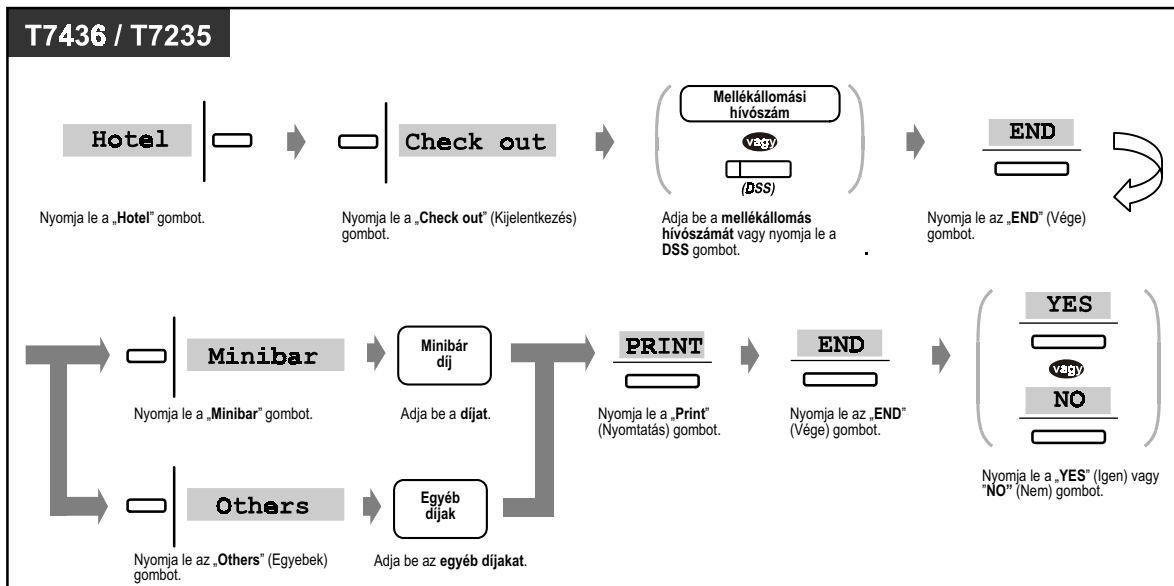 T7436 / T7235
Hotel
Nyomja le a „Hotel” gombot.
Check out
Nyomja le a „Check out” (Kijelentkezés)
gombot.
Mellékállomási
hívószám
vagy
(DSS)
Adja be a mellékállomás
hívószámát vagy nyomja le a
DSS gombot.
END
Nyomja le az „END” (Vége)
gombot.
Minibar
Nyomja le a „Minibar” gombot.
Minibár
díj
Adja be a díjat.
Others
Nyomja le az „Others” (Egyebek)
gombot.
Egyéb
díjak
Adja be az egyéb díjakat.
PRINT
Nyomja le a „Print”
(Nyomtatás) gombot.
END
Nyomja le az „END”
(Vége) gombot.
YES
vagy
NO
Nyomja le a „YES” (Igen) vagy
"NO” (Nem) gombot.